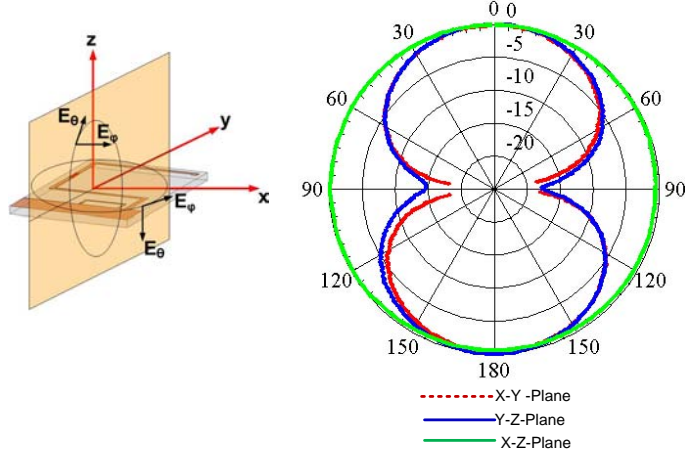 z
y
x
Eθ
Eφ
Eφ
Eθ
0 0
30 30
-5
-10
-15
-20
60 60
90 90
120 120
150 150
180
X-Y -Plane
Y-Z-Plane
X-Z-Plane